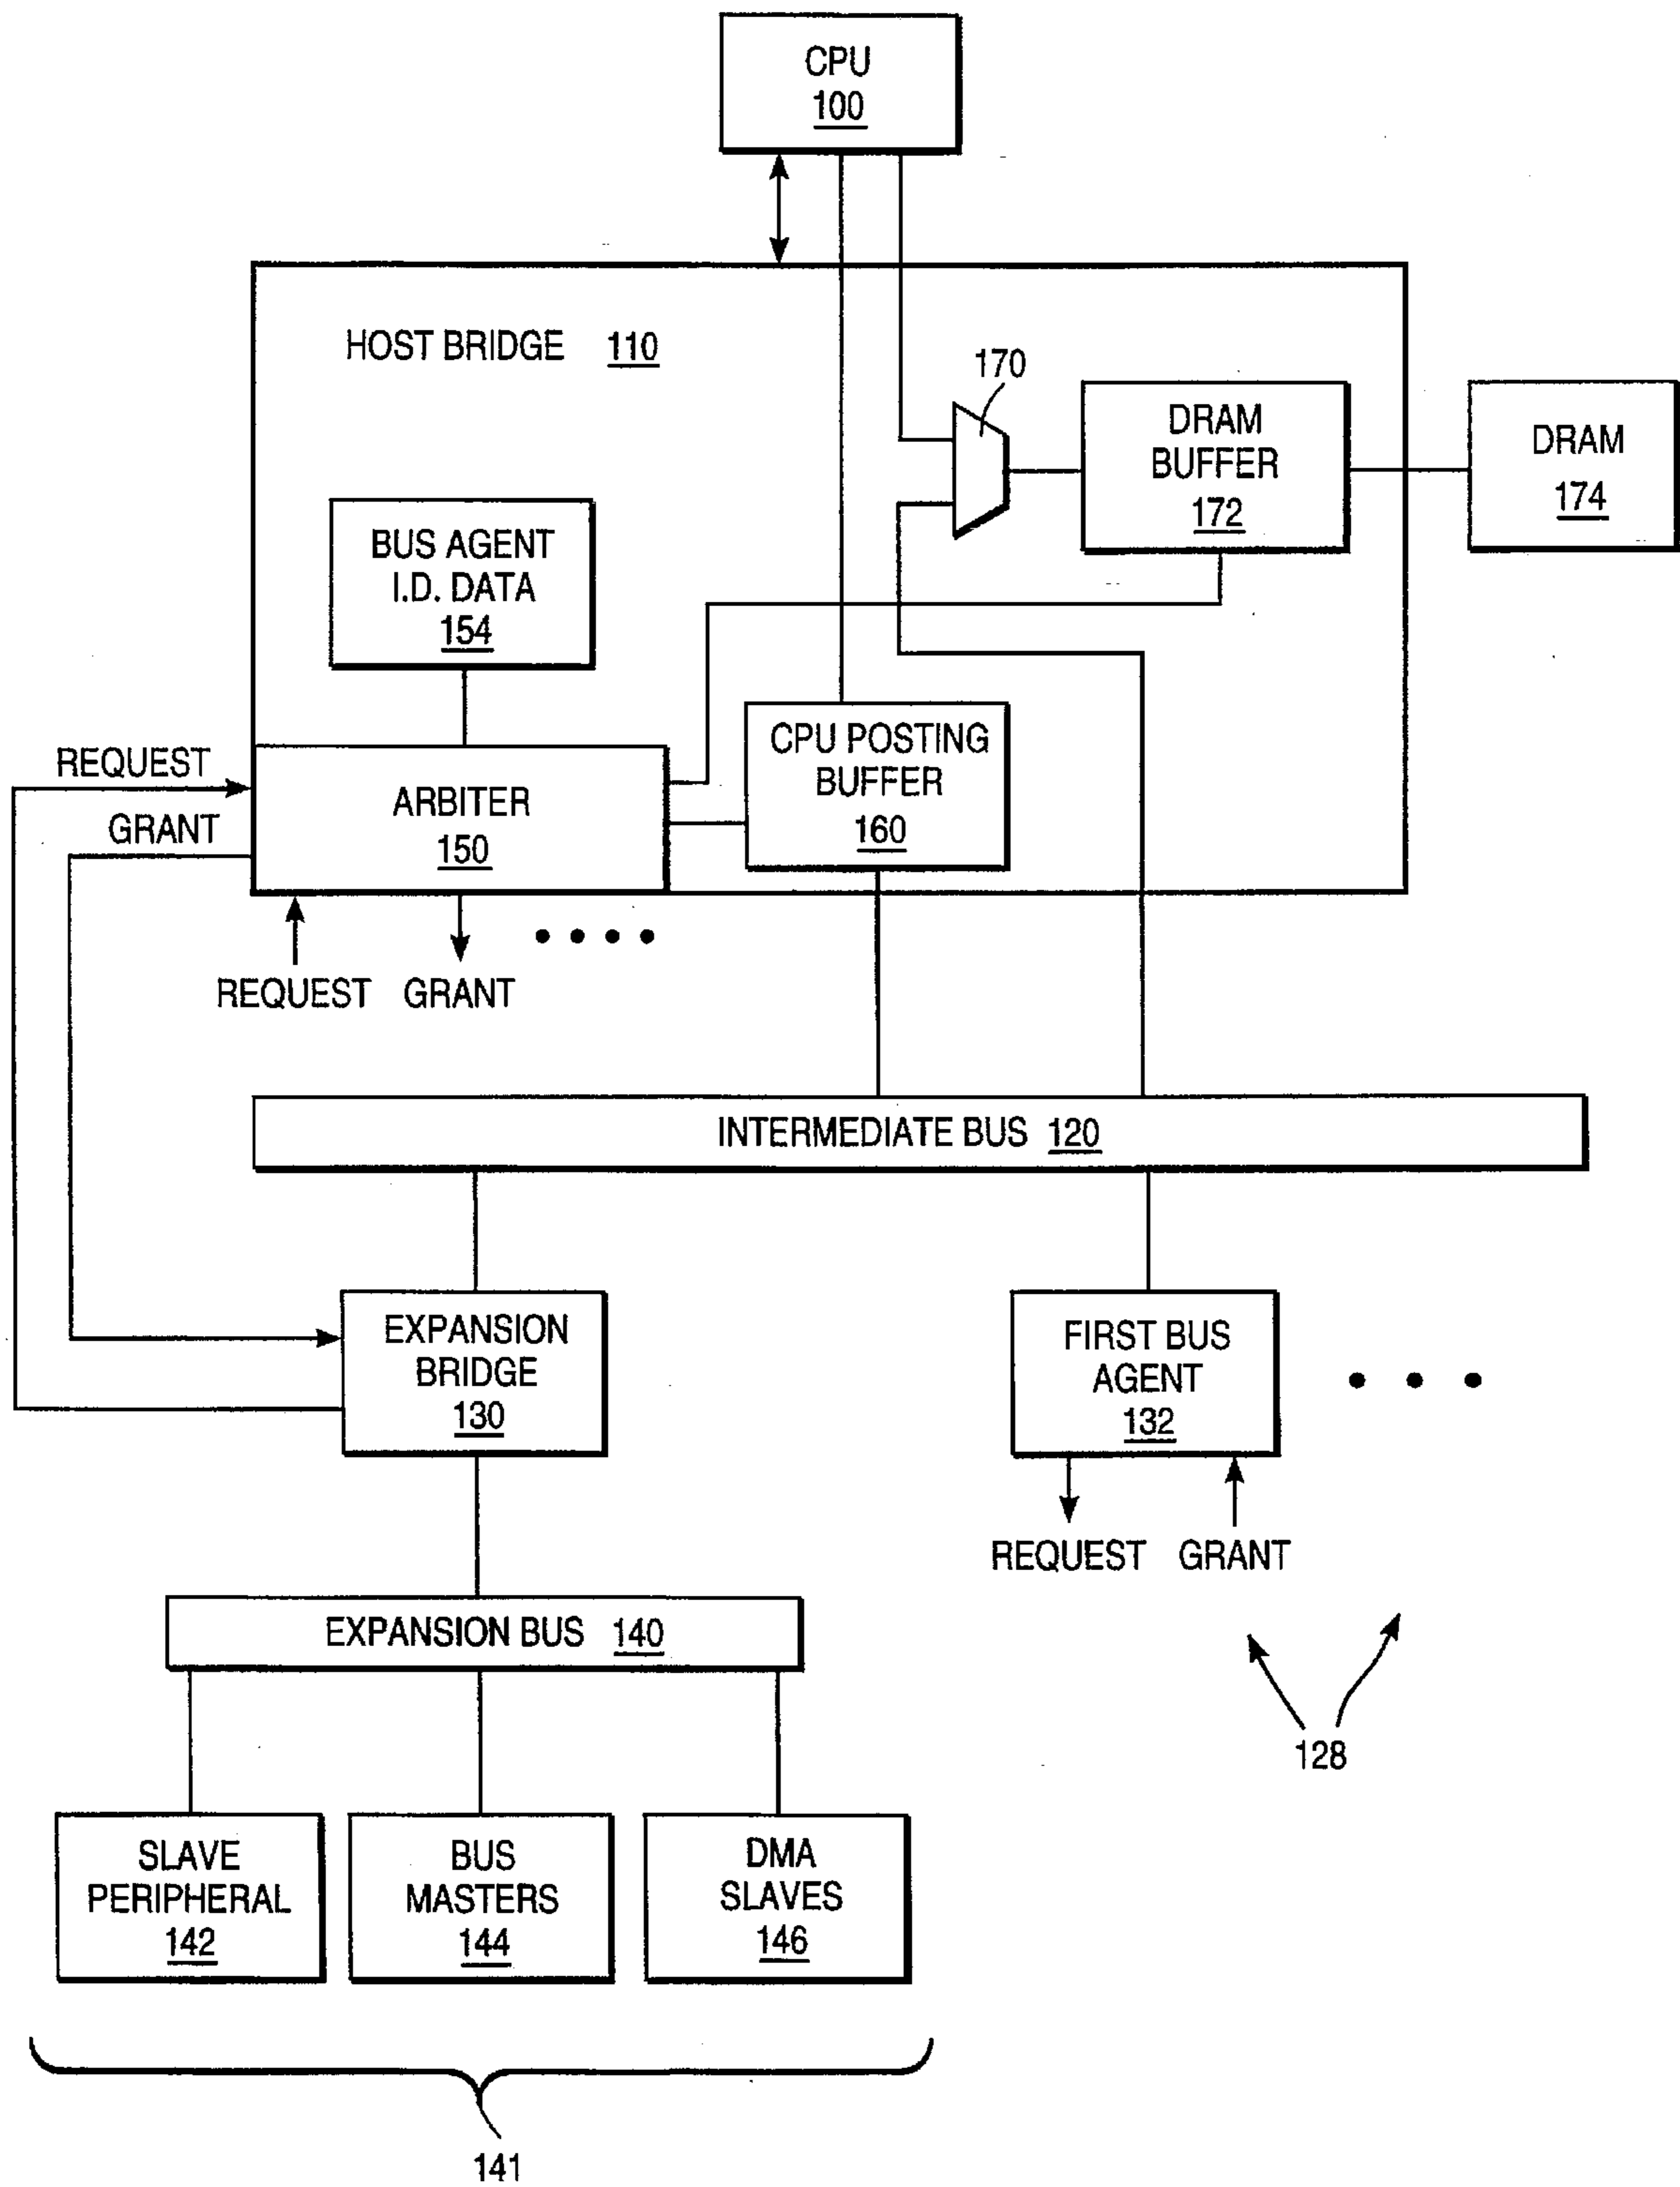 CPU
100
HOST BRIDGE 110
170
DRAM
BUFFER
172
DRAM
174
BUS AGENT
I.D. DATA
154
CPU POSTING
BUFFER
160
REQUEST
GRANT
ARBITER
150
REQUEST GRANT
INTERMEDIATE BUS 120
EXPANSION
BRIDGE
130
FIRST BUS
AGENT
132
REQUEST GRANT
EXPANSION BUS 140
128
SLAVE
PERIPHERAL
142
BUS
MASTERS
144
DMA
SLAVES
146
141